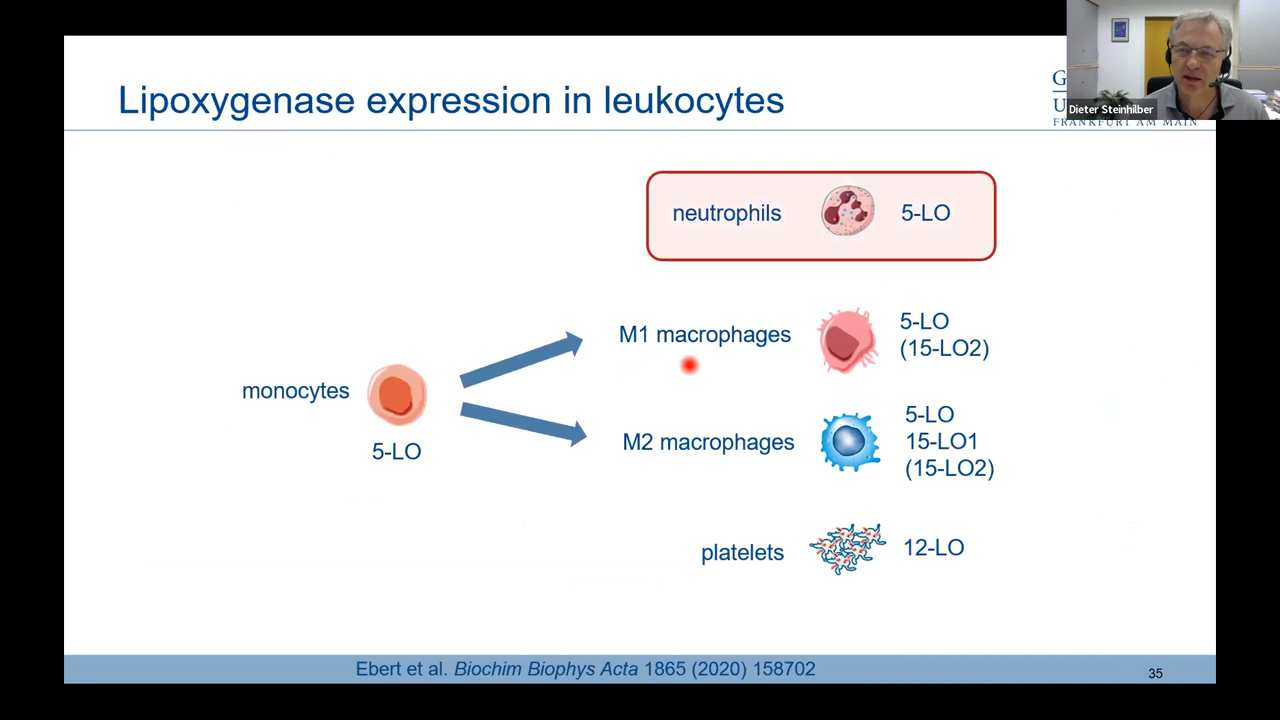 Lipoxygenase expression in leukocytes
G
U
FRANKFURT AM MAIN
Dieter Steinhilber
neutrophils
5-LO
M1 macrophages
5-LO
(15-LO2)
monocytes
5-LO
M2 macrophages
5-LO
15-LO1
(15-LO2)
platelets
12-LO
Ebert et al. Biochim Biophys Acta 1865 (2020) 158702
35